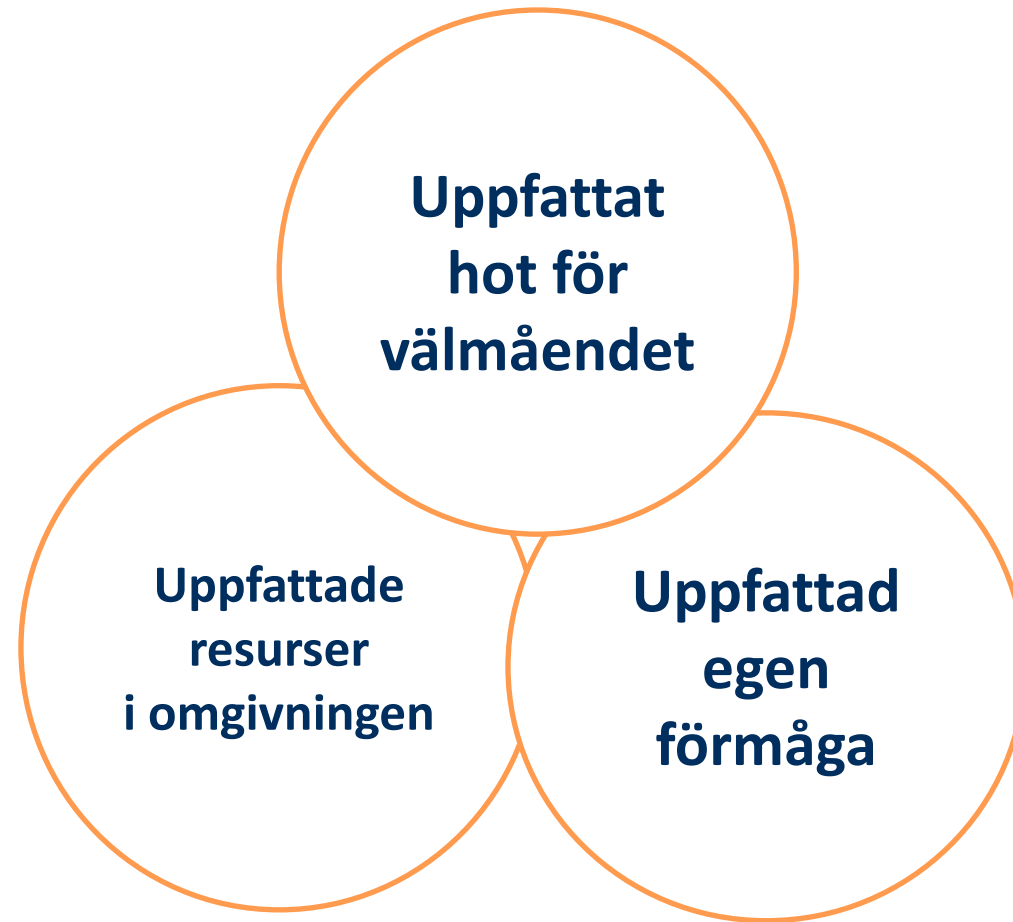 Uppfattat
hot för
välmåendet
Uppfattade
resurser
i omgivningen
Uppfattad
egen
förmåga